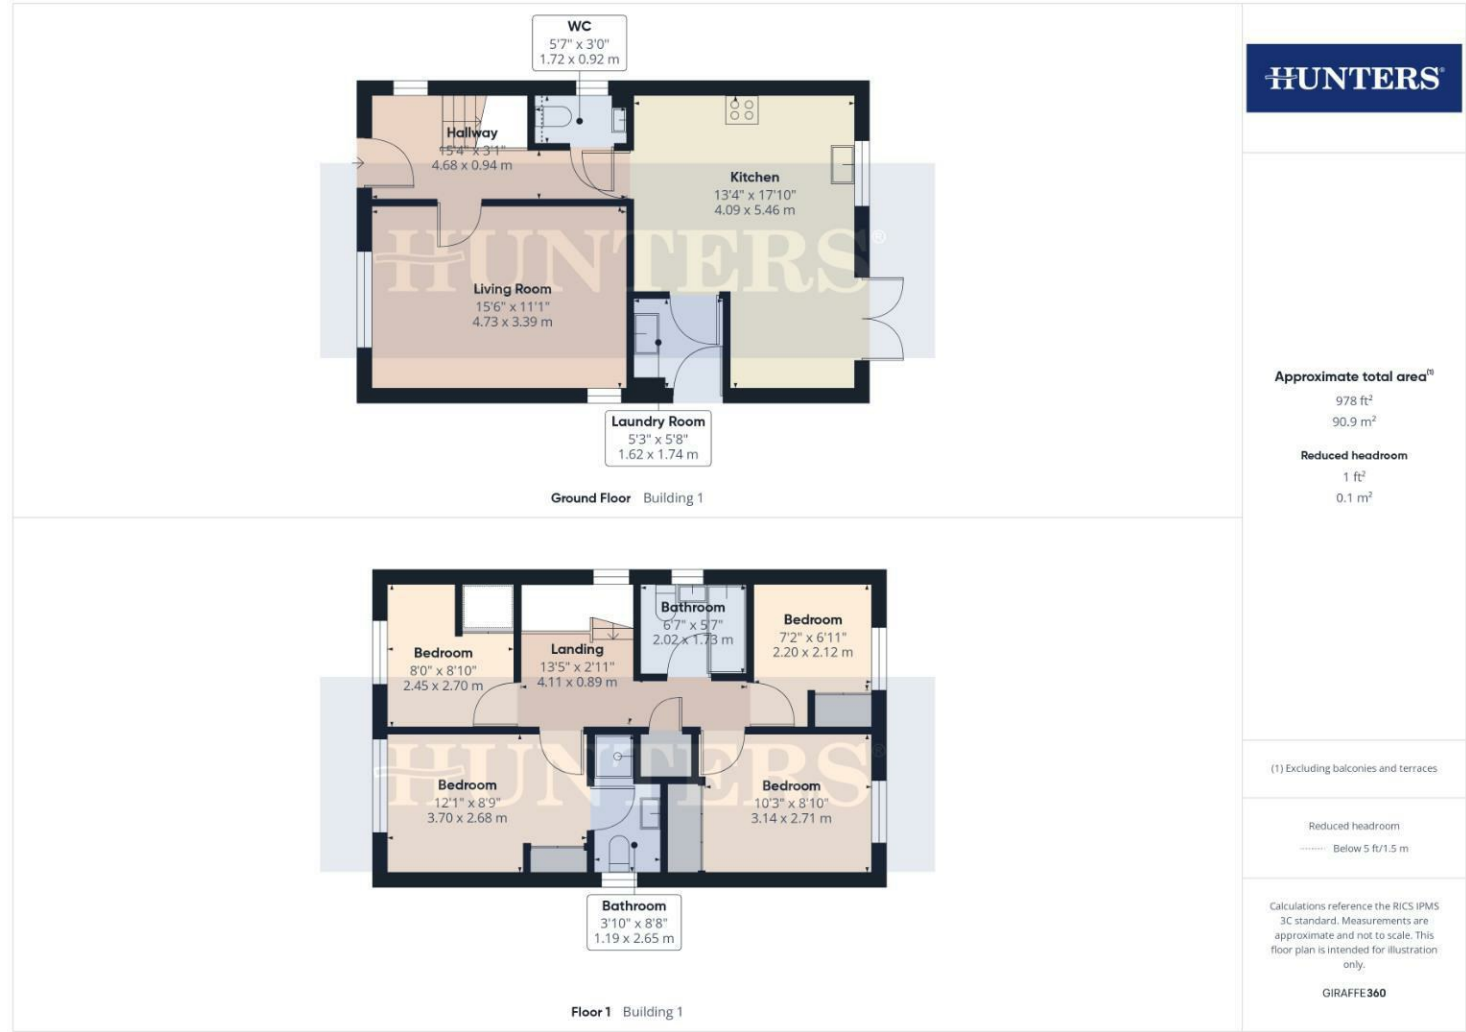 WC
5'7" x 3'0"
1.72 x 0.92 m
Hallway
15'4" x 3'1"
4.68 x 0.94 m
Kitchen
13'4" x 17'10"
4.09 x 5.46 m
HUNTERS®
Living Room
15'6" x 11'1"
4.73 x 3.39 m
Laundry Room
5'3" x 5'8"
1.62 x 1.74 m
Ground Floor Building 1
Bathroom
6'7" x 5'7"
2.02 x 1.73 m
Bedroom
7'2" x 6'11"
2.20 x 2.12 m
Bedroom
8'0" x 8'10"
2.45 x 2.70 m
Landing
13'5" x 2'11"
4.11 x 0.89 m
HUNTERS®
Bedroom
12'1" x 8'9"
3.70 x 2.68 m
Bedroom
10'3" x 8'10"
3.14 x 2.71 m
Bathroom
3'10" x 8'8"
1.19 x 2.65 m
Floor 1 Building 1
HUNTERS®
Approximate total area(1)
978 ft²
90.9 m²
Reduced headroom
1 ft²
0.1 m²
(1) Excluding balconies and terraces
Reduced headroom
Below 5 ft/1.5 m
Calculations reference the RICS IPMS
3C standard. Measurements are
approximate and not to scale. This
floor plan is intended for illustration
only.
GIRAFFE360